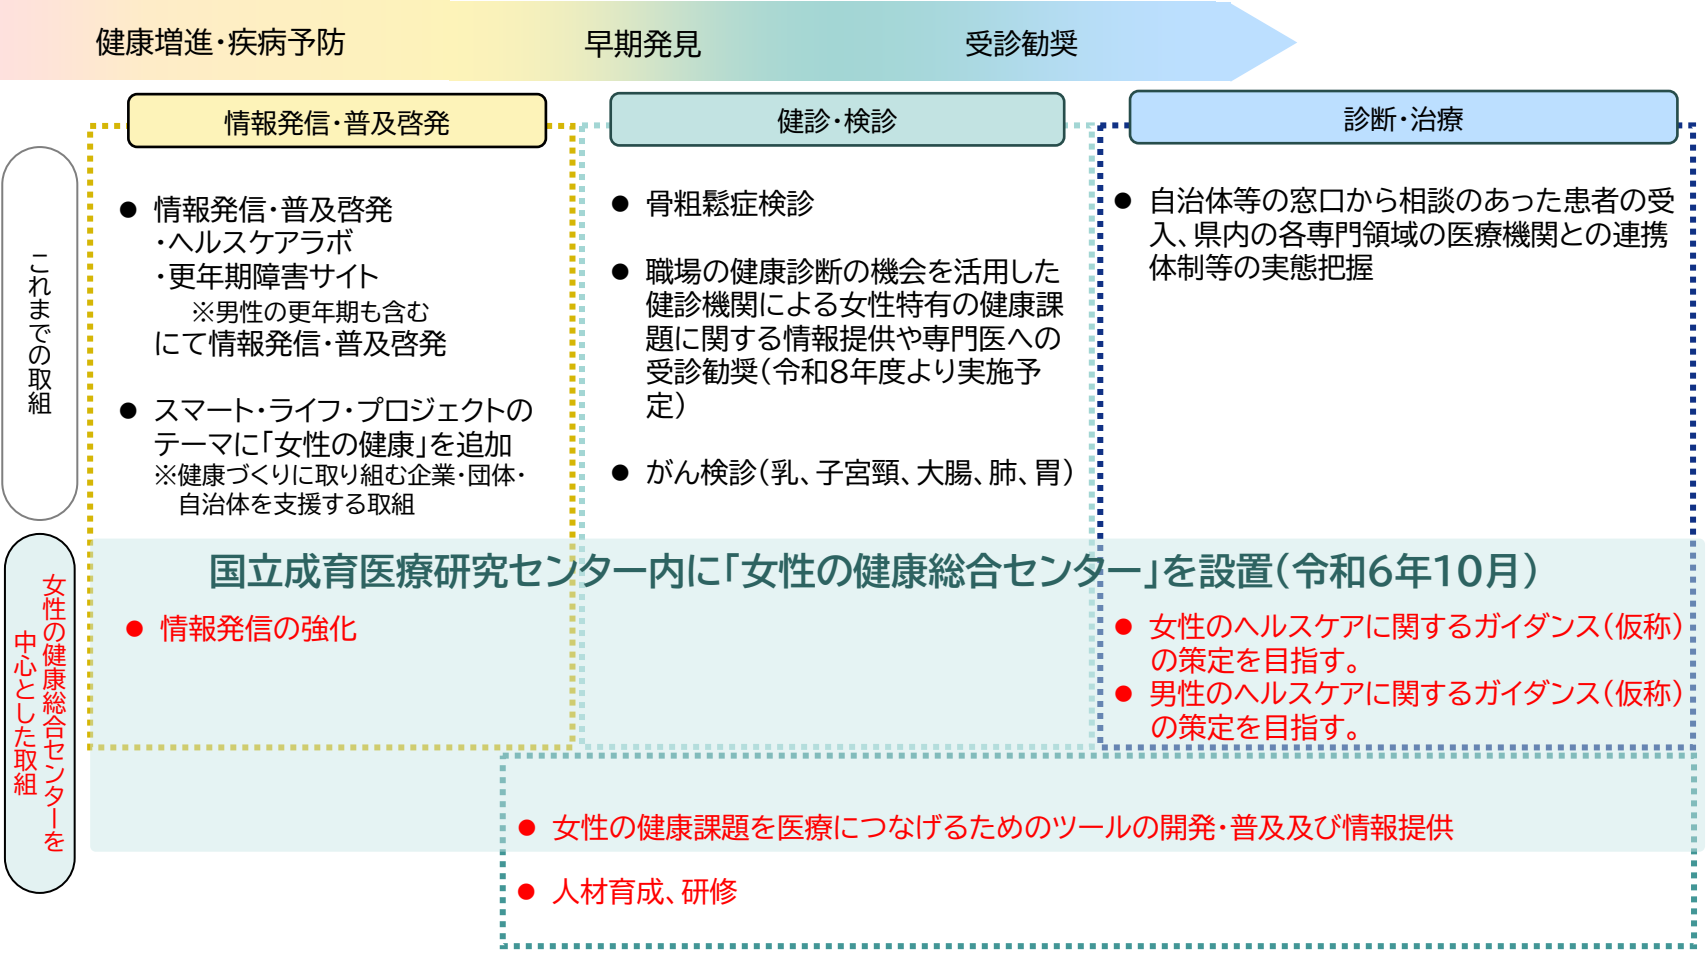 健康増進・疾病予防
早期発見
受診勧奨
情報発信・普及啓発
健診・検診
診断・治療
これまでの取組
● 情報発信・普及啓発
・ヘルスケアラボ
・更年期障害サイト
※男性の更年期も含む
にて情報発信・普及啓発
● スマート・ライフ・プロジェクトの
テーマに「女性の健康」を追加
※健康づくりに取り組む企業・団体・
自治体を支援する取組
● 骨粗鬆症検診
● 職場の健康診断の機会を活用した
健診機関による女性特有の健康課
題に関する情報提供や専門医への
受診勧奨(令和8年度より実施予
定)
● がん検診(乳、子宮頸、大腸、肺、胃)
● 自治体等の窓口から相談のあった患者の受
入、県内の各専門領域の医療機関との連携
体制等の実態把握
女性の健康総合センターを
中心とした取組
国立成育医療研究センター内に「女性の健康総合センター」を設置(令和6年10月)
● 情報発信の強化
● 女性のヘルスケアに関するガイダンス(仮称)
の策定を目指す。
● 男性のヘルスケアに関するガイダンス(仮称)
の策定を目指す。
● 女性の健康課題を医療につなげるためのツールの開発・普及及び情報提供
● 人材育成、研修